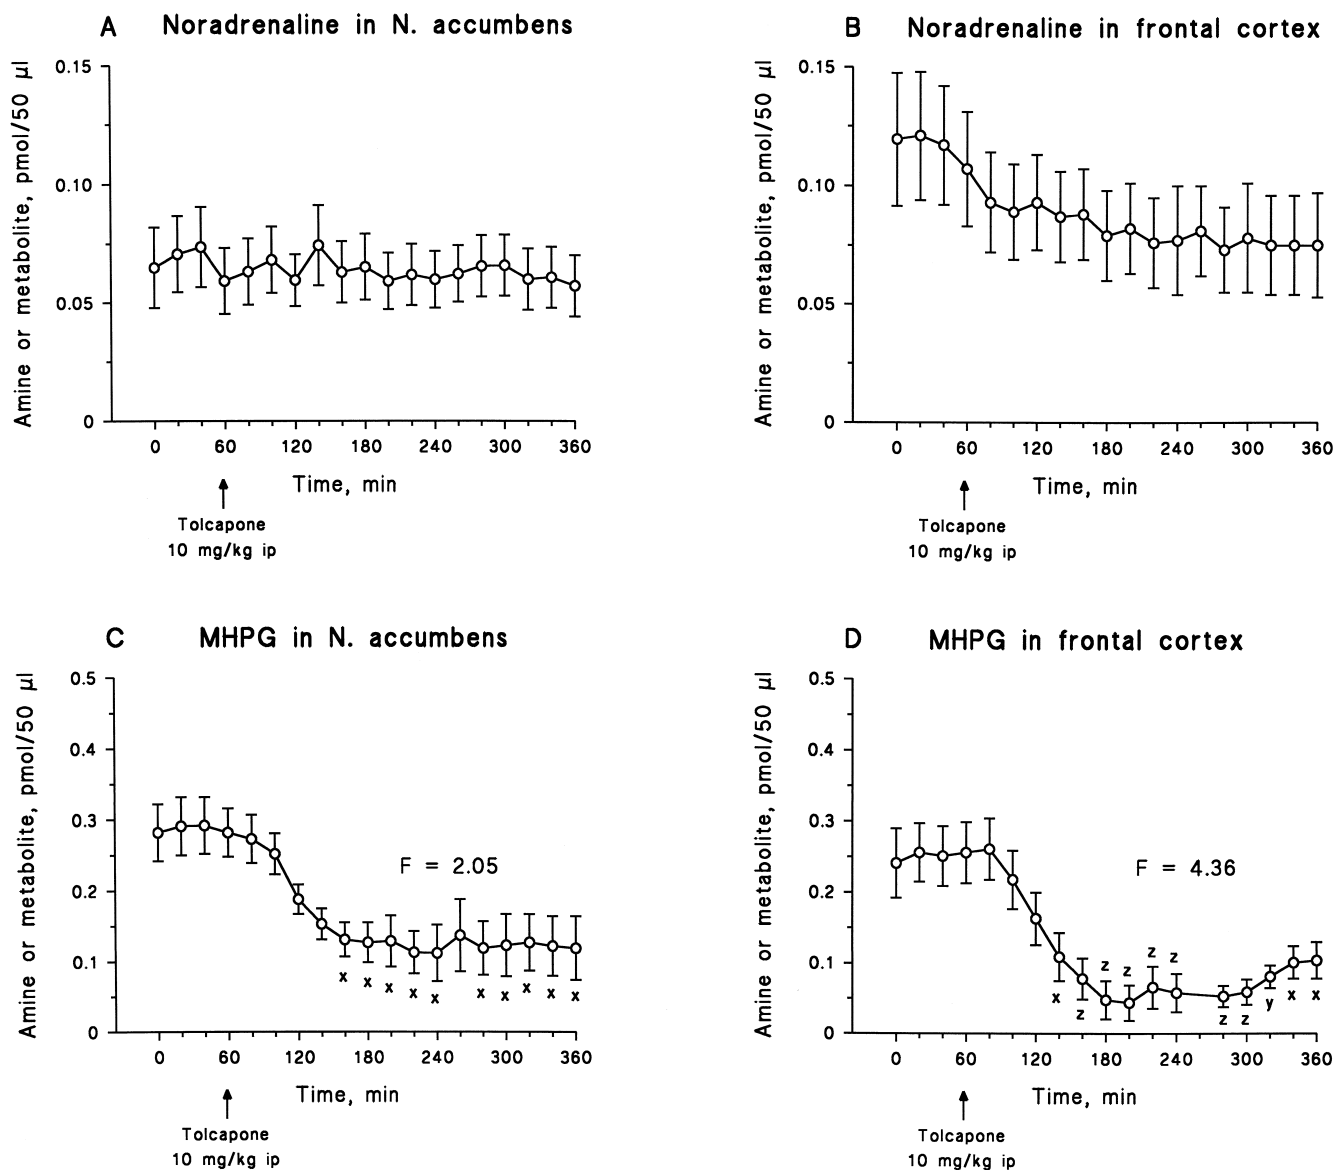 A Noradrenaline in N. accumbens
Amine or metabolite, pmol/50 µl
0.15
0.10
0.05
0
0 60 120 180 240 300 360
Time, min
Tolcapone
10 mg/kg ip
B Noradrenaline in frontal cortex
Amine or metabolite, pmol/50 µl
0.15
0.10
0.05
0
0 60 120 180 240 300 360
Time, min
Tolcapone
10 mg/kg ip
C MHPG in N. accumbens
Amine or metabolite, pmol/50 µl
0.5
0.4
0.3
0.2
0.1
0
F = 2.05
x x x x x x x x x x
0 60 120 180 240 300 360
Time, min
Tolcapone
10 mg/kg ip
D MHPG in frontal cortex
Amine or metabolite, pmol/50 µl
0.5
0.4
0.3
0.2
0.1
0
F = 4.36
z z z z
x z z z y x x
0 60 120 180 240 300 360
Time, min
Tolcapone
10 mg/kg ip